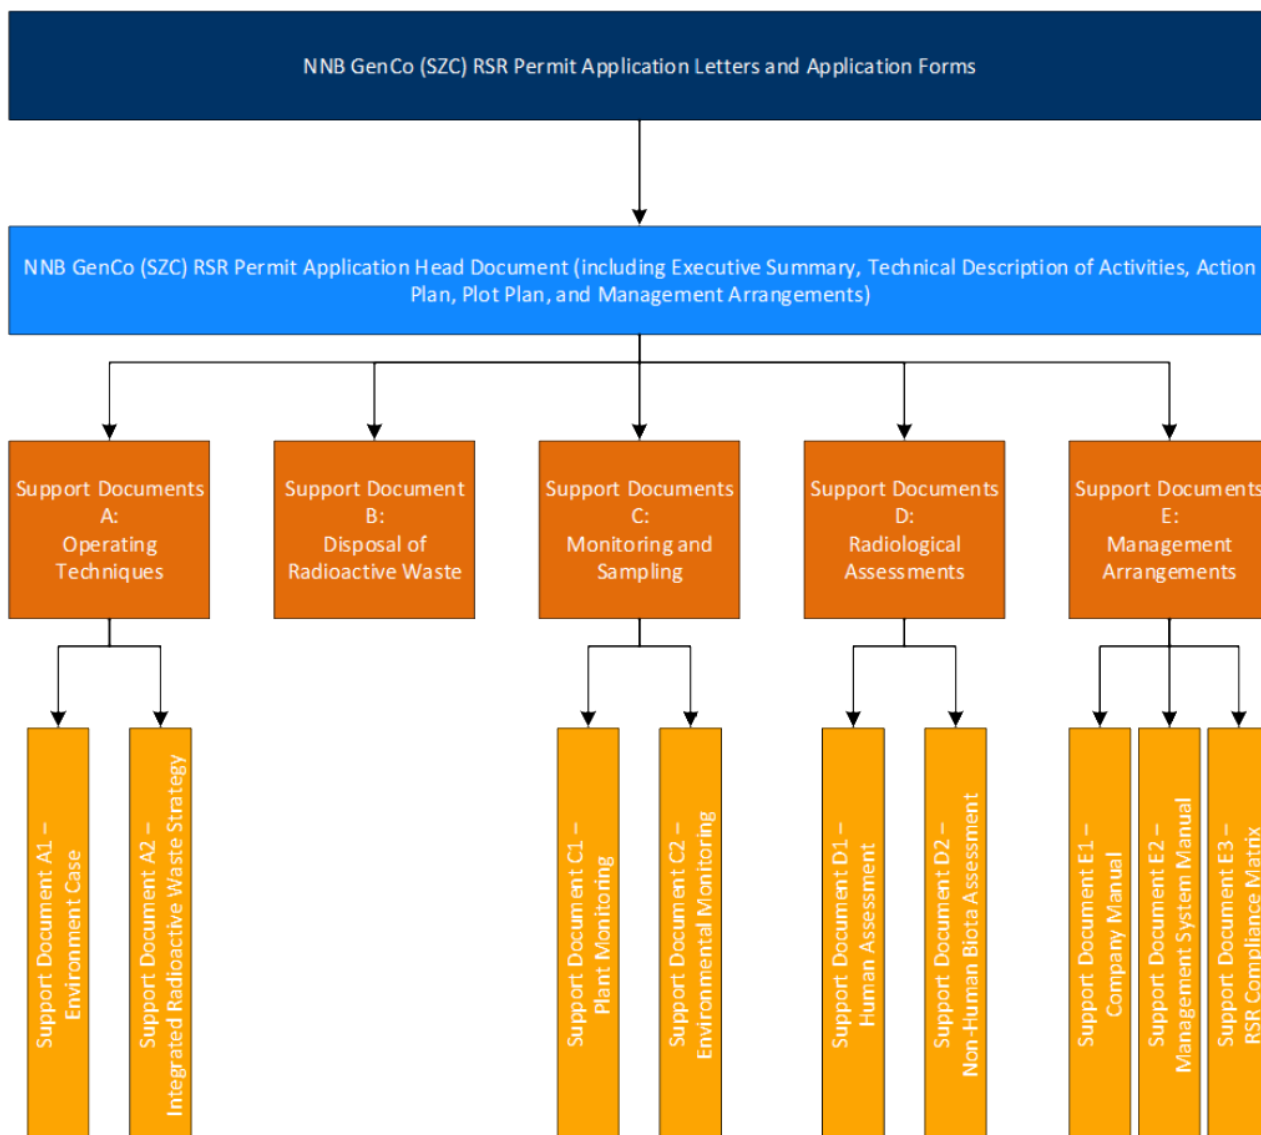 NNB GenCo (SZC) RSR Permit Application Letters and Application Forms
NNB GenCo (SZC) RSR Permit Application Head Document (including Executive Summary, Technical Description of Activities, Action
Plan, Plot Plan, and Management Arrangements)
Support Documents
A:
Operating
Techniques
Support Document
B:
Disposal of
Radioactive Waste
Support Documents
C:
Monitoring and
Sampling
Support Documents
D:
Radiological
Assessments
Support Documents
E:
Management
Arrangements
Support Document A1 –
Environment Case
Support Document A2 –
Integrated Radioactive Waste Strategy
Support Document C1 –
Plant Monitoring
Support Document C2 –
Environmental Monitoring
Support Document D1 –
Human Assessment
Support Document D2 –
Non-Human Biota Assessment
Support Document E1 –
Company Manual
Support Document E2 –
Management System Manual
Support Document E3 –
RSR Compliance Matrix